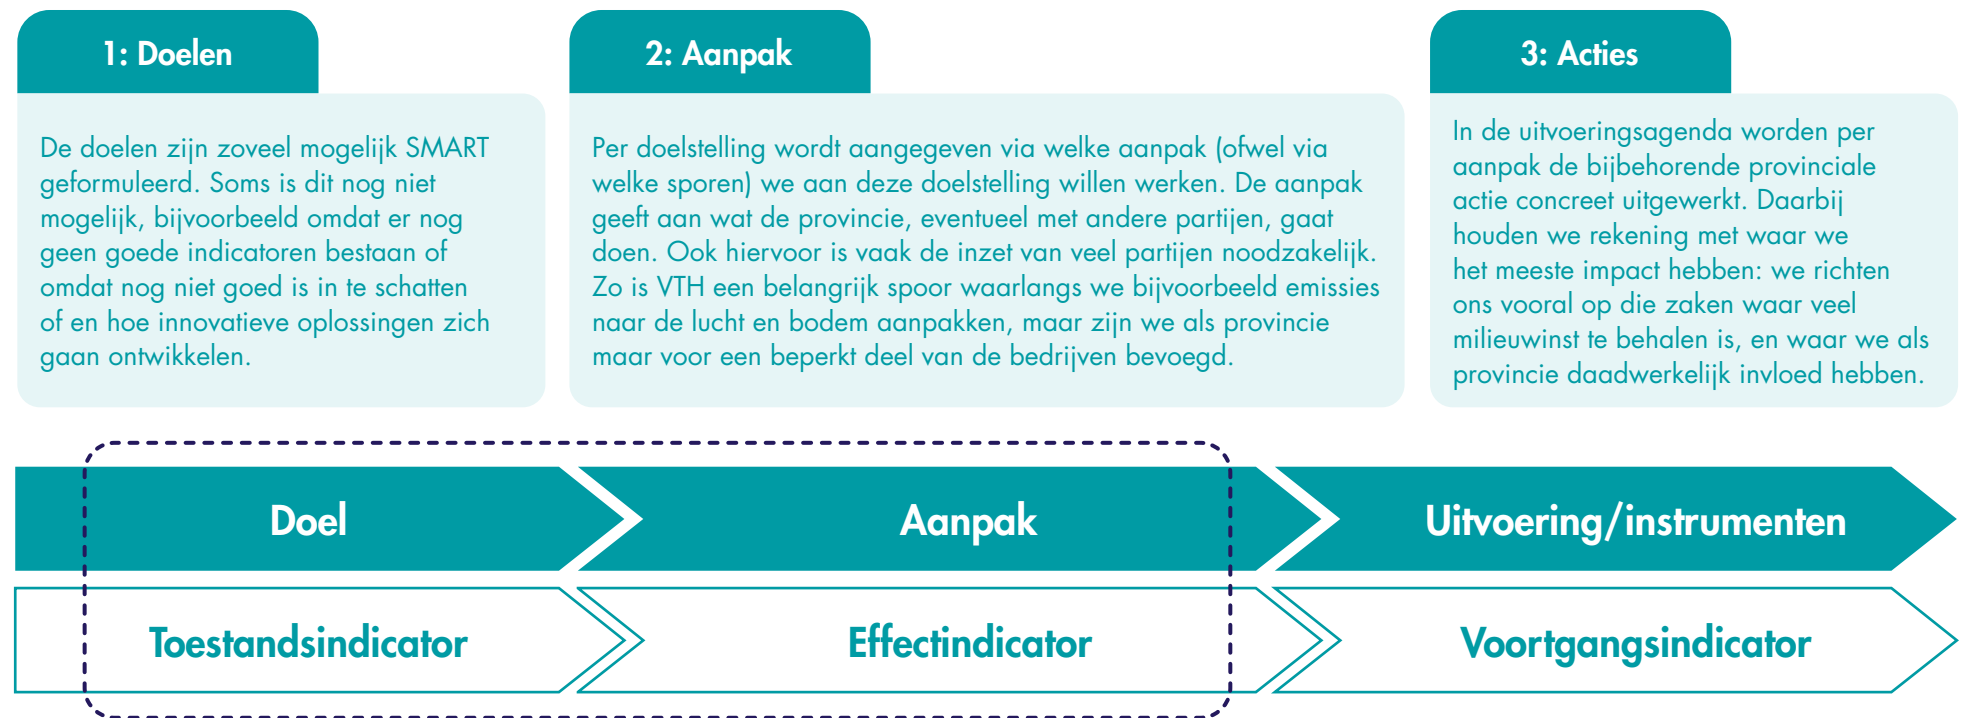 1: Doelen
De doelen zijn zoveel mogelijk SMART
geformuleerd. Soms is dit nog niet
mogelijk, bijvoorbeeld omdat er nog
geen goede indicatoren bestaan of
omdat nog niet goed is in te schatten
of en hoe innovatieve oplossingen zich
gaan ontwikkelen.
2: Aanpak
Per doelstelling wordt aangegeven via welke aanpak (ofwel via
welke sporen) we aan deze doelstelling willen werken. De aanpak
geeft aan wat de provincie, eventueel met andere partijen, gaat
doen. Ook hiervoor is vaak de inzet van veel partijen noodzakelijk.
Zo is VTH een belangrijk spoor waarlangs we bijvoorbeeld emissies
naar de lucht en bodem aanpakken, maar zijn we als provincie
maar voor een beperkt deel van de bedrijven bevoegd.
3: Acties
In de uitvoeringsagenda worden per
aanpak de bijbehorende provinciale
actie concreet uitgewerkt. Daarbij
houden we rekening met waar we
het meeste impact hebben: we richten
ons vooral op die zaken waar veel
milieuwinst te behalen is, en waar we als
provincie daadwerkelijk invloed hebben.
Doel
Aanpak
Uitvoering/instrumenten
Toestandsindicator
Effectindicator
Voortgangsindicator